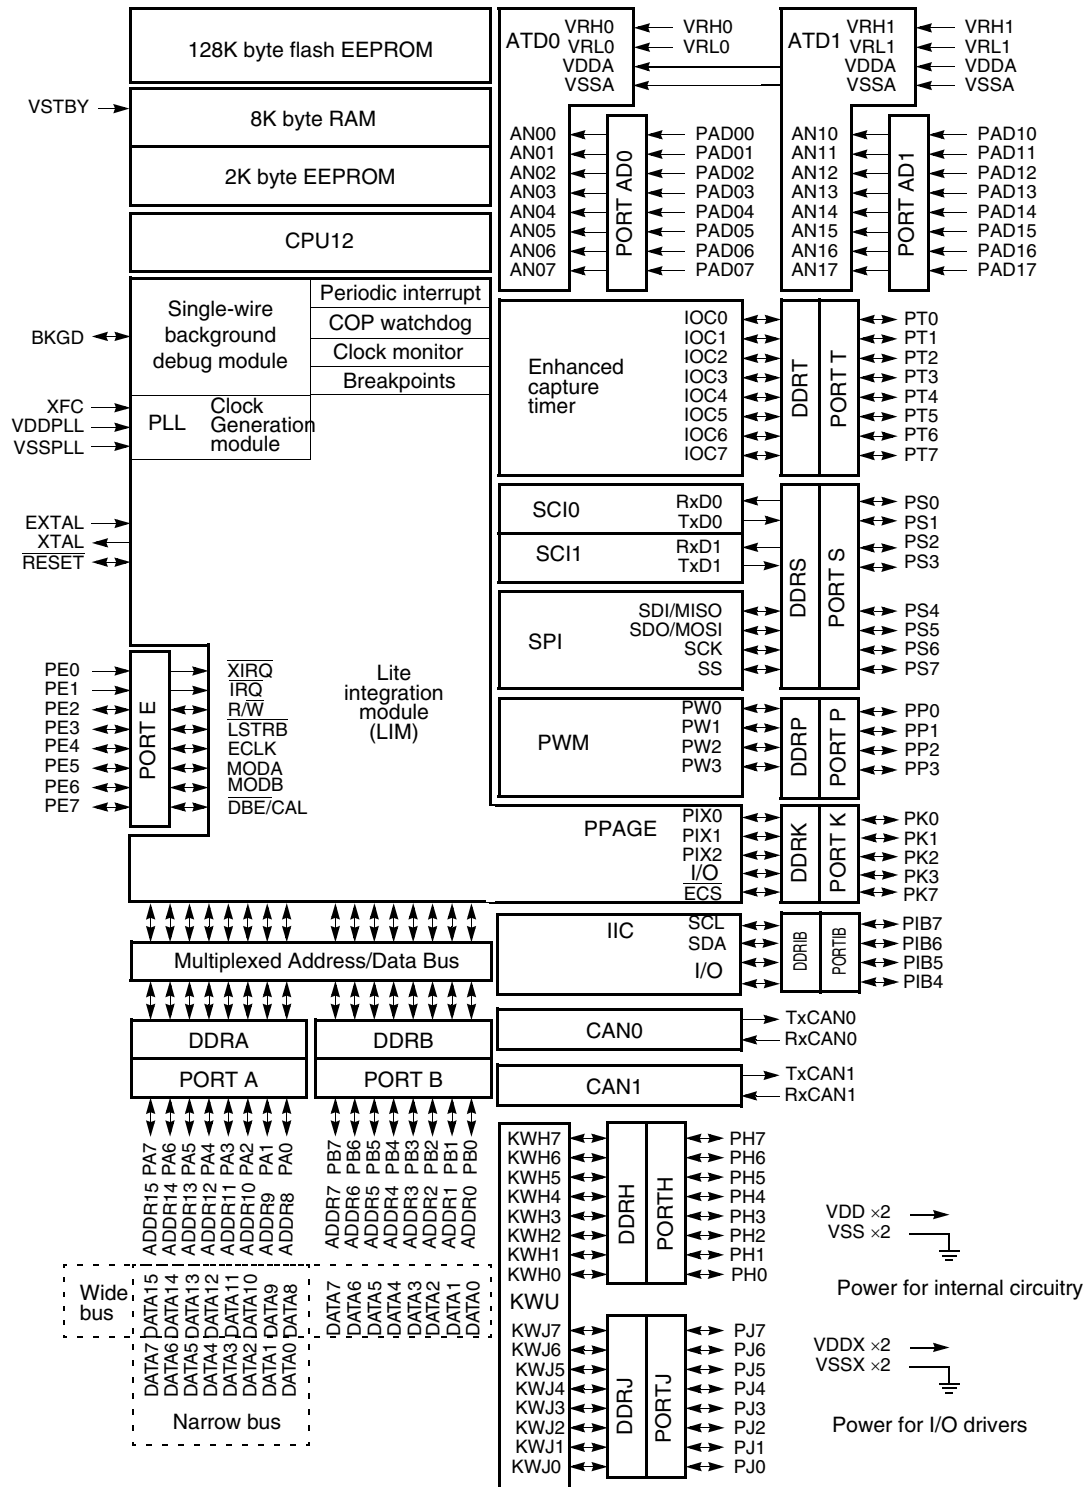 128K byte flash EEPROM
VSTBY
8K byte RAM
2K byte EEPROM
CPU12
Single-wire
background
debug module
Periodic interrupt
COP watchdog
Clock monitor
Breakpoints
BKGD
XFC
VDDPLL
VSSPLL
PLL
Clock
Generation
module
EXTAL
XTAL
RESET
PE0
PE1
PE2
PE3
PE4
PE5
PE6
PE7
PORT E
XIRQ
IRQ
R/W
LSTRB
ECLK
MODA
MODB
DBE/CAL
Lite
integration
module
(LIM)
ATD0
VRH0
VRL0
VDDA
VSSA
VRH0
VRL0
AN00
AN01
AN02
AN03
AN04
AN05
AN06
AN07
PORT AD0
PAD00
PAD01
PAD02
PAD03
PAD04
PAD05
PAD06
PAD07
ATD1
VRH1
VRL1
VDDA
VSSA
VRH1
VRL1
VDDA
VSSA
AN10
AN11
AN12
AN13
AN14
AN15
AN16
AN17
PORT AD1
PAD10
PAD11
PAD12
PAD13
PAD14
PAD15
PAD16
PAD17
Enhanced
capture
timer
IOC0
IOC1
IOC2
IOC3
IOC4
IOC5
IOC6
IOC7
DDRT
PORT T
PT0
PT1
PT2
PT3
PT4
PT5
PT6
PT7
SCI0
RxD0
TxD0
SCI1
RxD1
TxD1
SPI
SDI/MISO
SDO/MOSI
SCK
SS
DDRS
PORT S
PS0
PS1
PS2
PS3
PS4
PS5
PS6
PS7
PWM
PW0
PW1
PW2
PW3
DDRP
PORT P
PP0
PP1
PP2
PP3
PPAGE
PIX0
PIX1
PIX2
I/O
ECS
DDRK
PORT K
PK0
PK1
PK2
PK3
PK7
IIC
SCL
SDA
I/O
DDRIB
PORTIB
PIB7
PIB6
PIB5
PIB4
CAN0
TxCAN0
RxCAN0
CAN1
TxCAN1
RxCAN1
Multiplexed Address/Data Bus
DDRA
PORT A
DDRB
PORT B
PA7
PA6
PA5
PA4
PA3
PA2
PA1
PA0
PB7
PB6
PB5
PB4
PB3
PB2
PB1
PB0
ADDR15
ADDR14
ADDR13
ADDR12
ADDR11
ADDR10
ADDR9
ADDR8
ADDR7
ADDR6
ADDR5
ADDR4
ADDR3
ADDR2
ADDR1
ADDR0
Wide
bus
DATA15
DATA14
DATA13
DATA12
DATA11
DATA10
DATA9
DATA8
DATA7
DATA6
DATA5
DATA4
DATA3
DATA2
DATA1
DATA0
DATA7
DATA6
DATA5
DATA4
DATA3
DATA2
DATA1
DATA0
Narrow bus
KWH7
KWH6
KWH5
KWH4
KWH3
KWH2
KWH1
KWH0
DDRH
PORTH
PH7
PH6
PH5
PH4
PH3
PH2
PH1
PH0
KWU
KWJ7
KWJ6
KWJ5
KWJ4
KWJ3
KWJ2
KWJ1
KWJ0
DDRJ
PORTJ
PJ7
PJ6
PJ5
PJ4
PJ3
PJ2
PJ1
PJ0
VDD ×2
VSS ×2
Power for internal circuitry
VDDX ×2
VSSX ×2
Power for I/O drivers